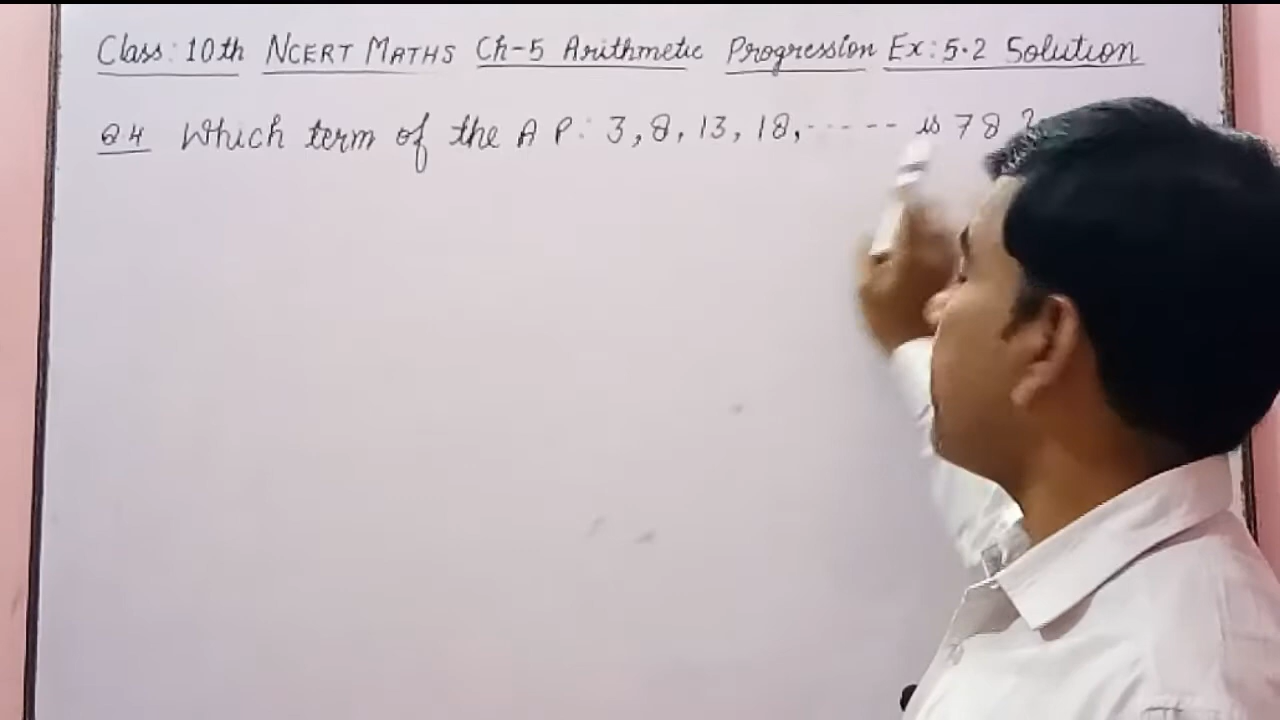 Class: 10th NCERT MATHS Ch-5 Arithmetic Progression Ex: 5.2 Solution
Q.4 Which term of the A P: 3, 8, 13, 18, ----- is 78?